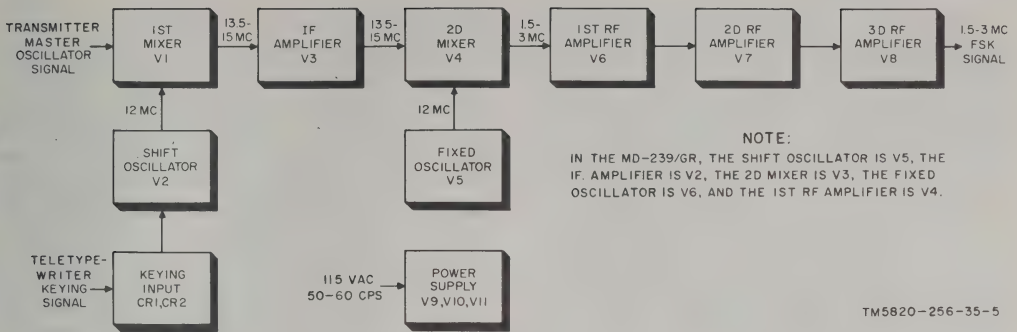 TRANSMITTER
MASTER
OSCILLATOR
SIGNAL
1ST
MIXER
V1
13.5-
15 MC
IF
AMPLIFIER
V3
13.5-
15 MC
2D
MIXER
V4
1.5-
3 MC
1ST RF
AMPLIFIER
V6
2D RF
AMPLIFIER
V7
3D RF
AMPLIFIER
V8
1.5-3 MC
FSK
SIGNAL
12 MC
12 MC
SHIFT
OSCILLATOR
V2
FIXED
OSCILLATOR
V5
NOTE:
IN THE MD-239/GR, THE SHIFT OSCILLATOR IS V5, THE
IF. AMPLIFIER IS V2, THE 2D MIXER IS V3, THE FIXED
OSCILLATOR IS V6, AND THE 1ST RF AMPLIFIER IS V4.
TELETYPE-
WRITER
KEYING
SIGNAL
KEYING
INPUT
CR1,CR2
115 VAC
50-60 CPS
POWER
SUPPLY
V9,V10,V11
TM5820-256-35-5